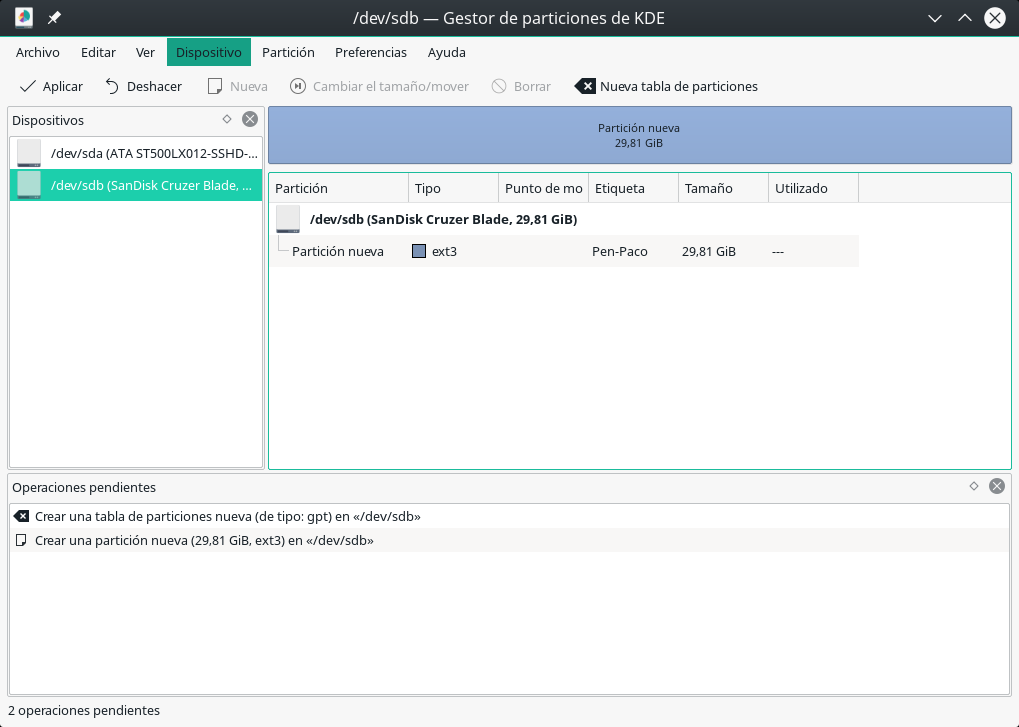 /dev/sdb — Gestor de particiones de KDE
Archivo Editar Ver Dispositivo Partición Preferencias Ayuda
Aplicar Deshacer Nueva Cambiar el tamaño/mover Borrar Nueva tabla de particiones
Dispositivos
/dev/sda (ATA ST500LX012-SSHD-...
/dev/sdb (SanDisk Cruzer Blade, ...
Partición nueva
29,81 GiB
Partición Tipo Punto de mo Etiqueta Tamaño Utilizado
/dev/sdb (SanDisk Cruzer Blade, 29,81 GiB)
Partición nueva ext3 Pen-Paco 29,81 GiB ---
Operaciones pendientes
Crear una tabla de particiones nueva (de tipo: gpt) en «/dev/sdb»
Crear una partición nueva (29,81 GiB, ext3) en «/dev/sdb»
2 operaciones pendientes